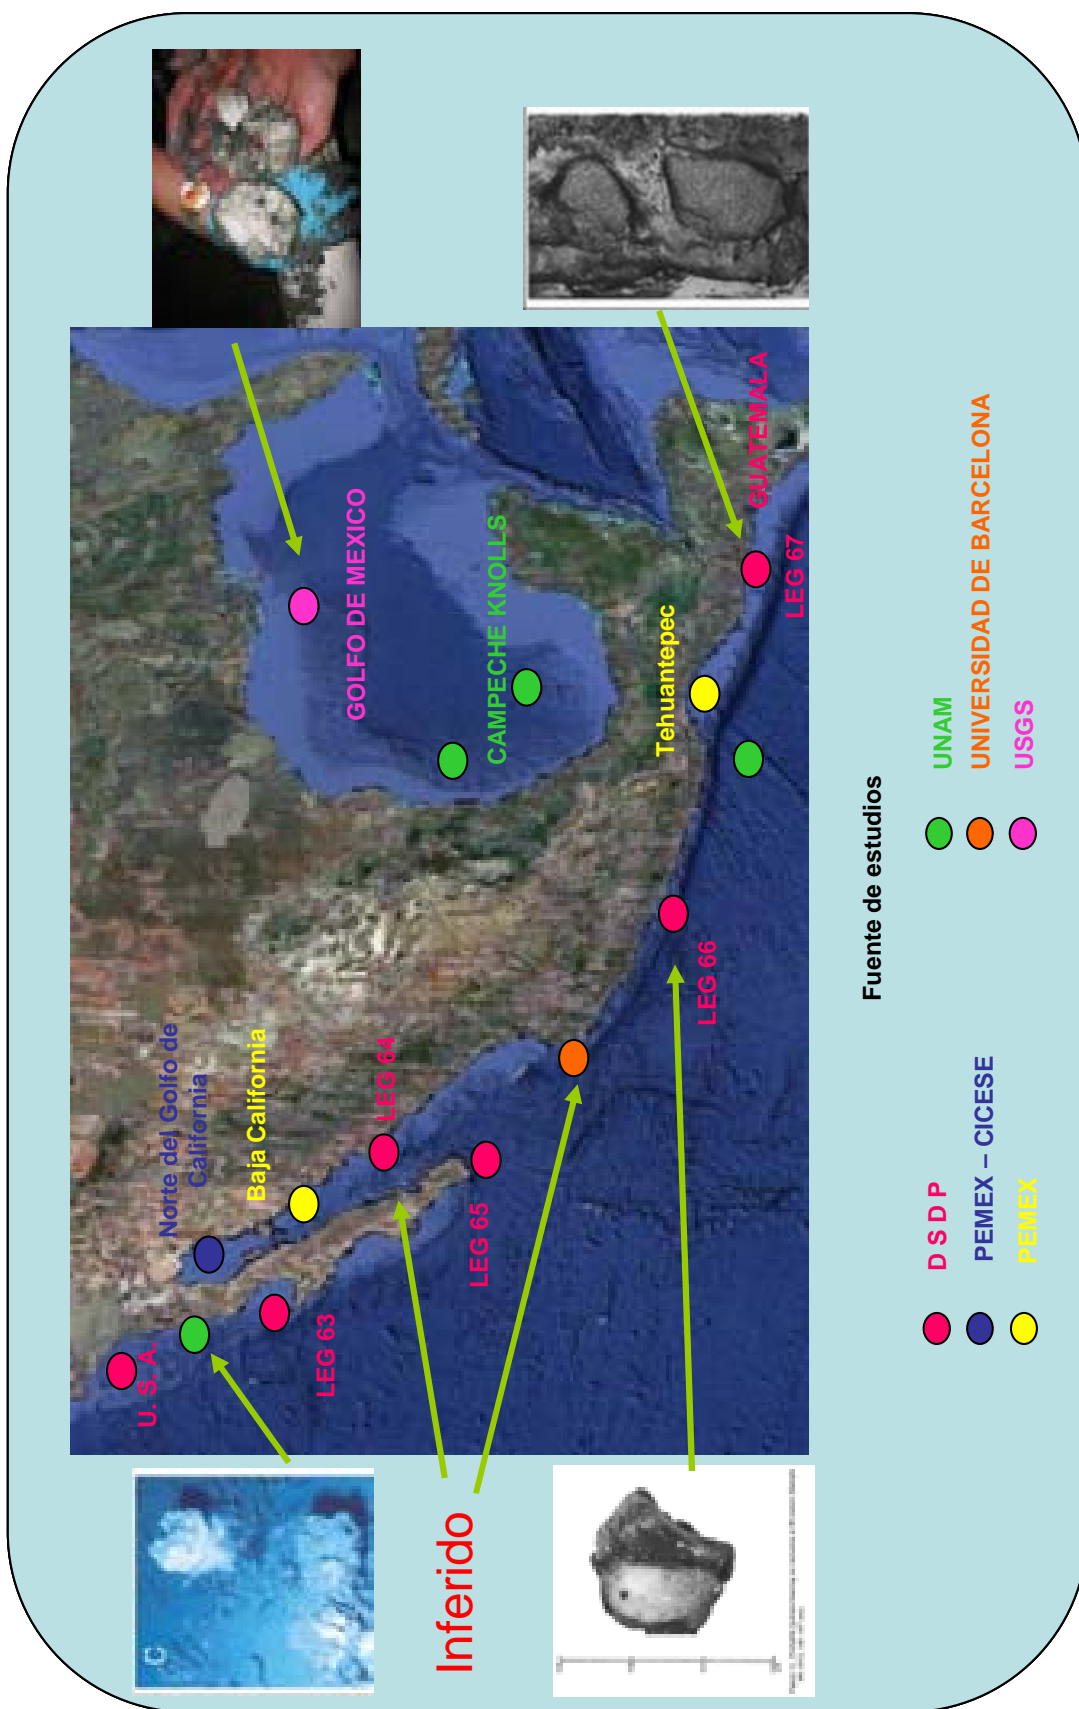 U. S. A.
Norte del Golfo de
California
LEG 63
Baja California
LEG 64
LEG 65
GOLFO DE MEXICO
CAMPECHE KNOLLS
Tehuantepec
LEG 66
LEG 67
GUATEMALA
C
Inferido
Fuente de estudios
D S D P
PEMEX – CICESE
PEMEX
UNAM
UNIVERSIDAD DE BARCELONA
USGS